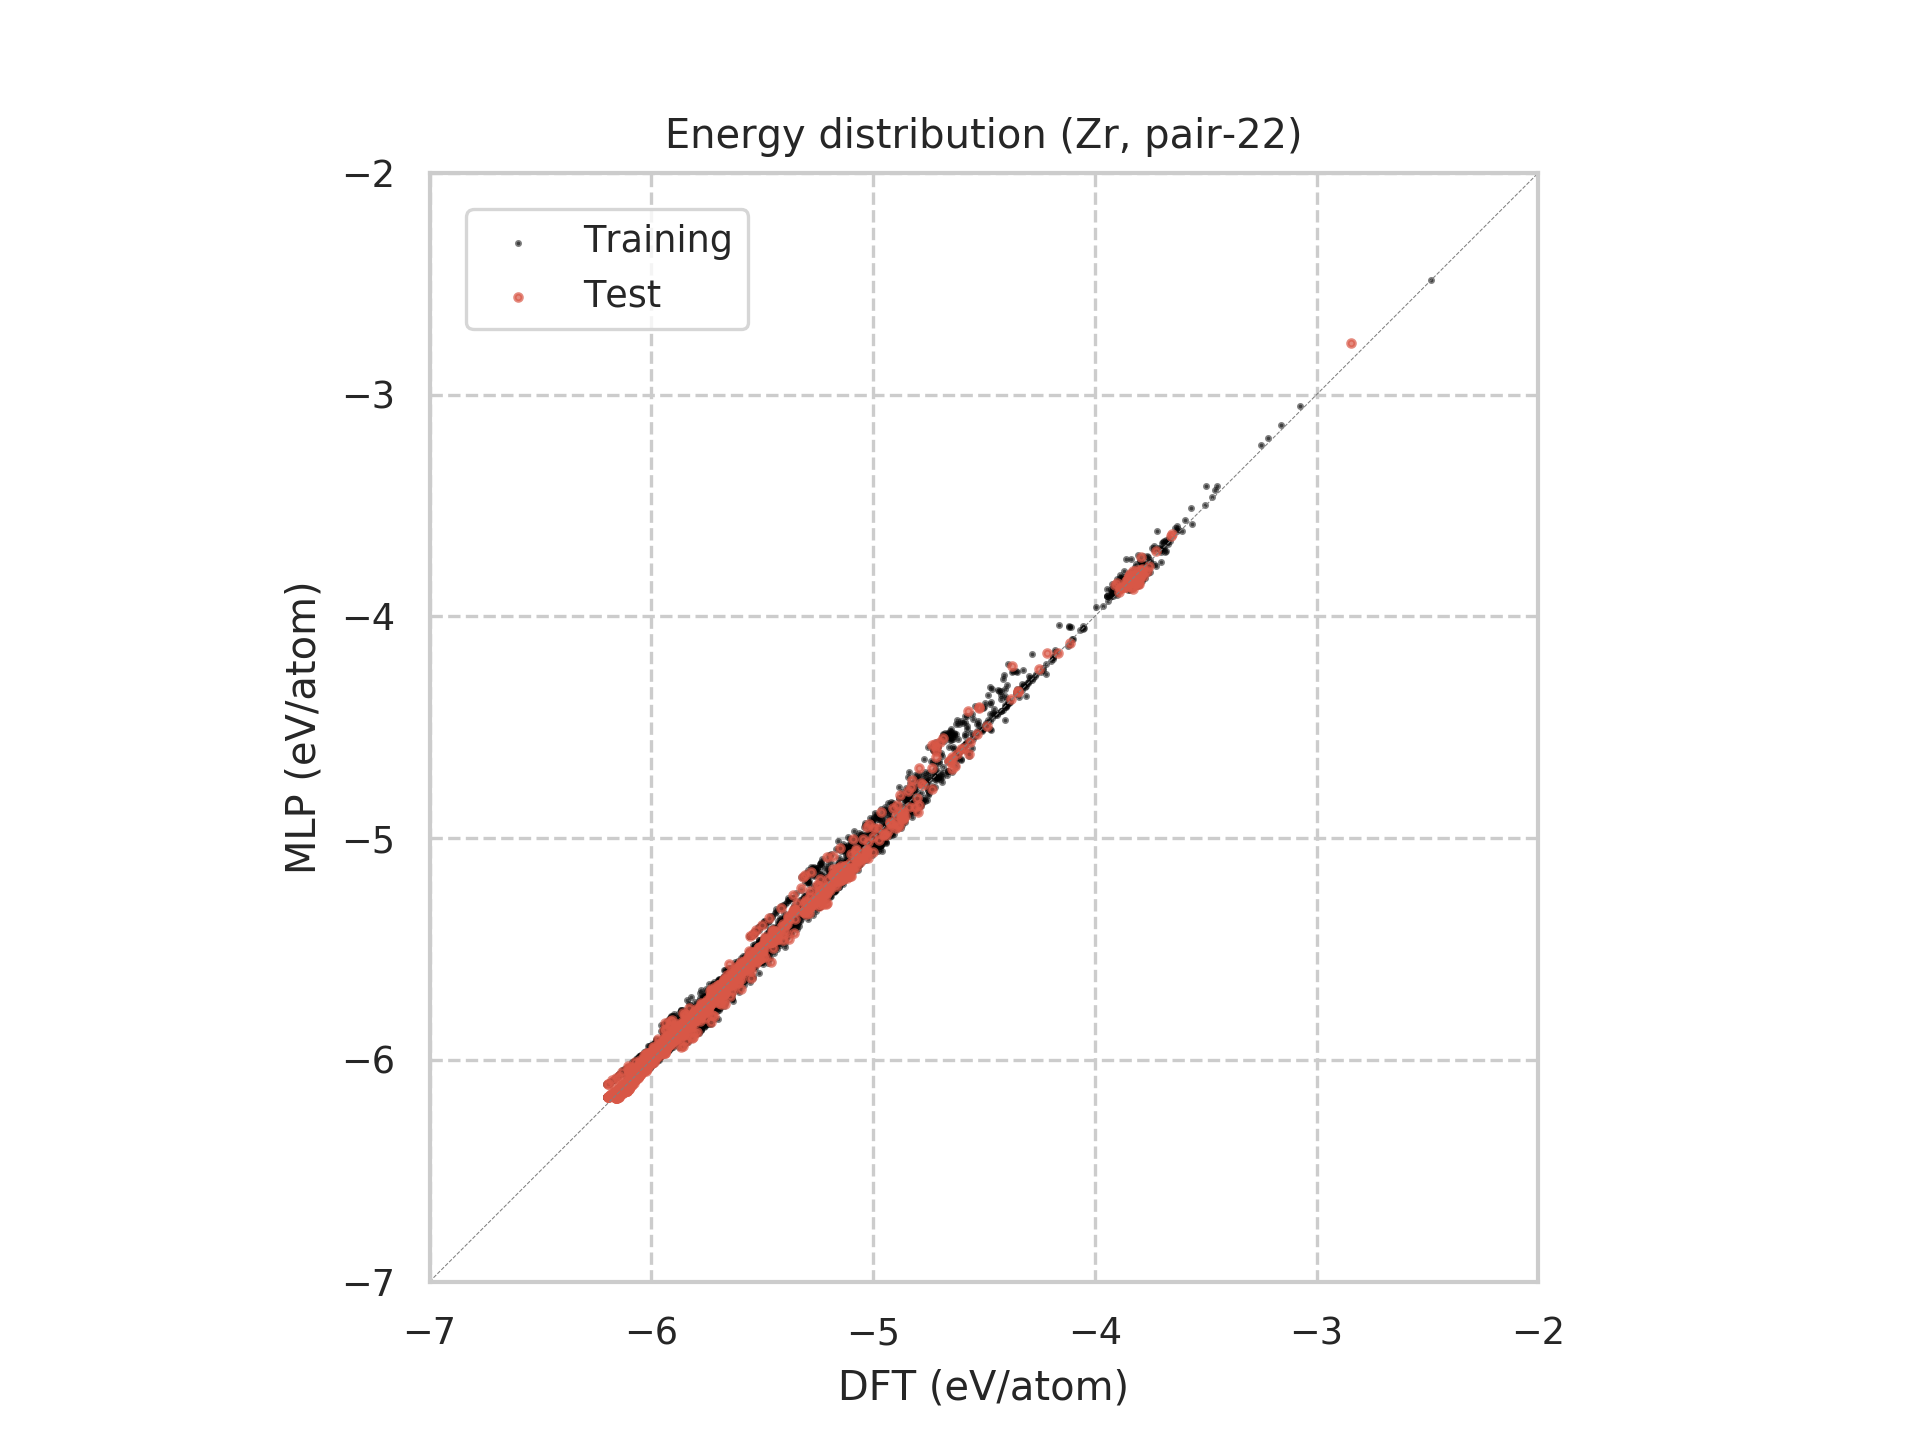 Energy distribution (Zr, pair-22)
−2
−3
−4
−5
−6
−7
MLP (eV/atom)
Training
Test
−7 −6 −5 −4 −3 −2
DFT (eV/atom)